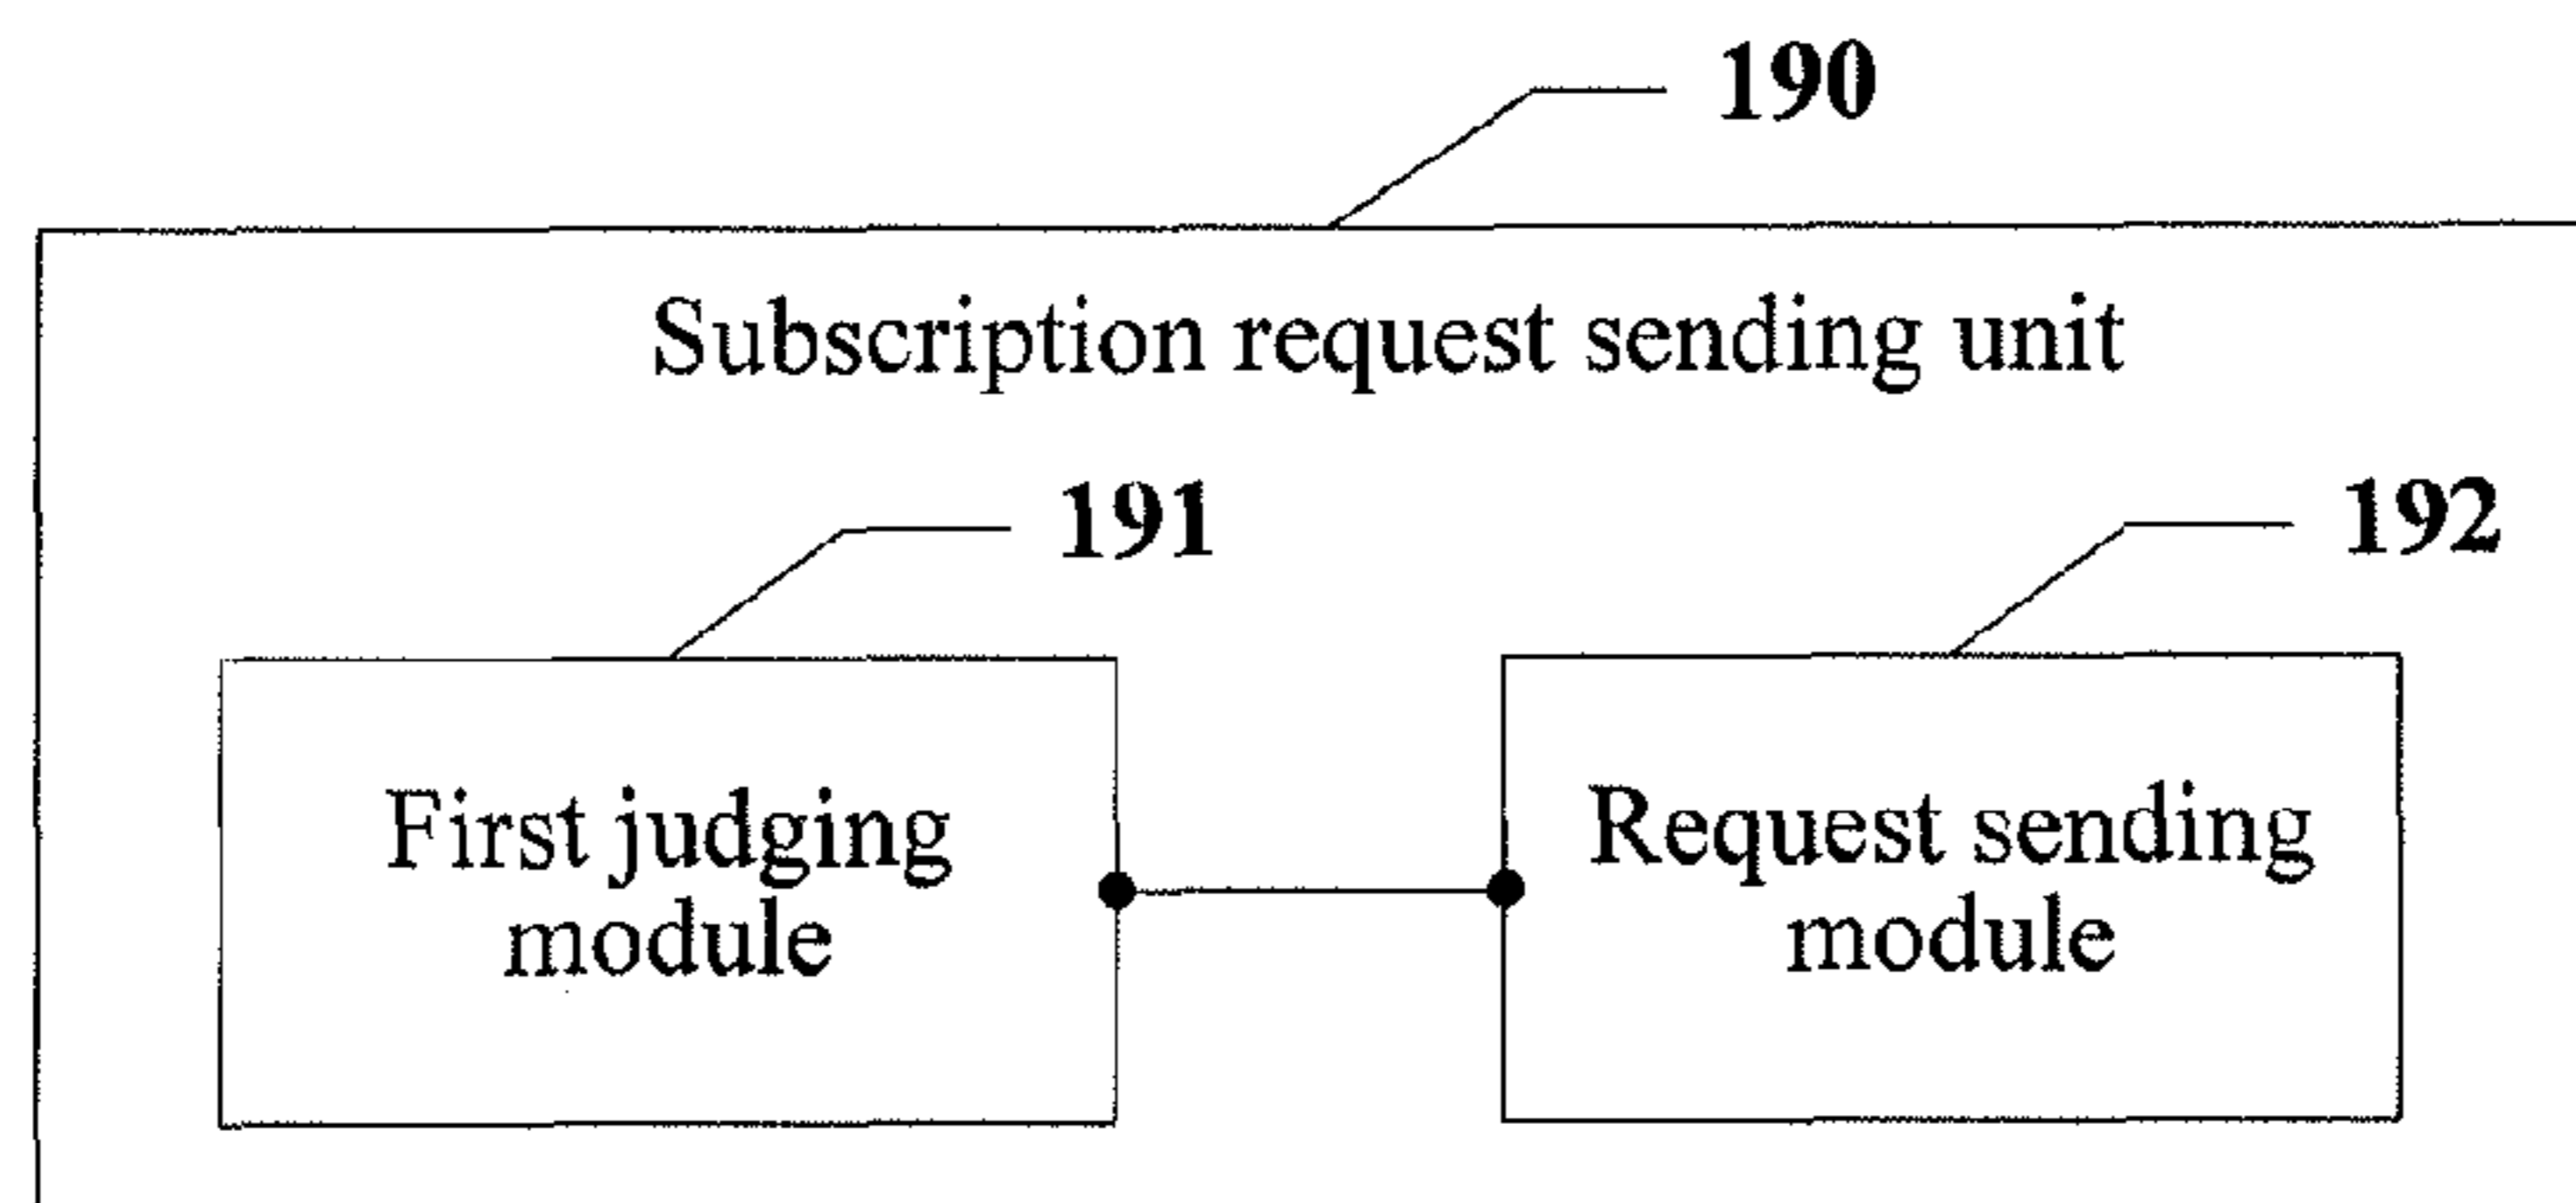 190
Subscription request sending unit
191
192
First judging
module
Request sending
module